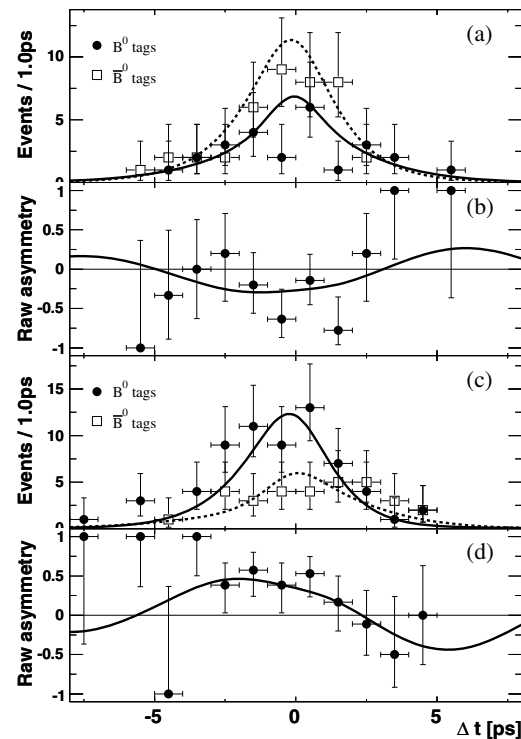 (a)
B⁰ tags
B̅⁰ tags
Events / 1.0ps
10
5
0
(b)
Raw asymmetry
1
0.5
0
-0.5
-1
(c)
B⁰ tags
B̅⁰ tags
Events / 1.0ps
15
10
5
0
(d)
Raw asymmetry
1
0.5
0
-0.5
-1
-5
0
5
Δ t [ps]